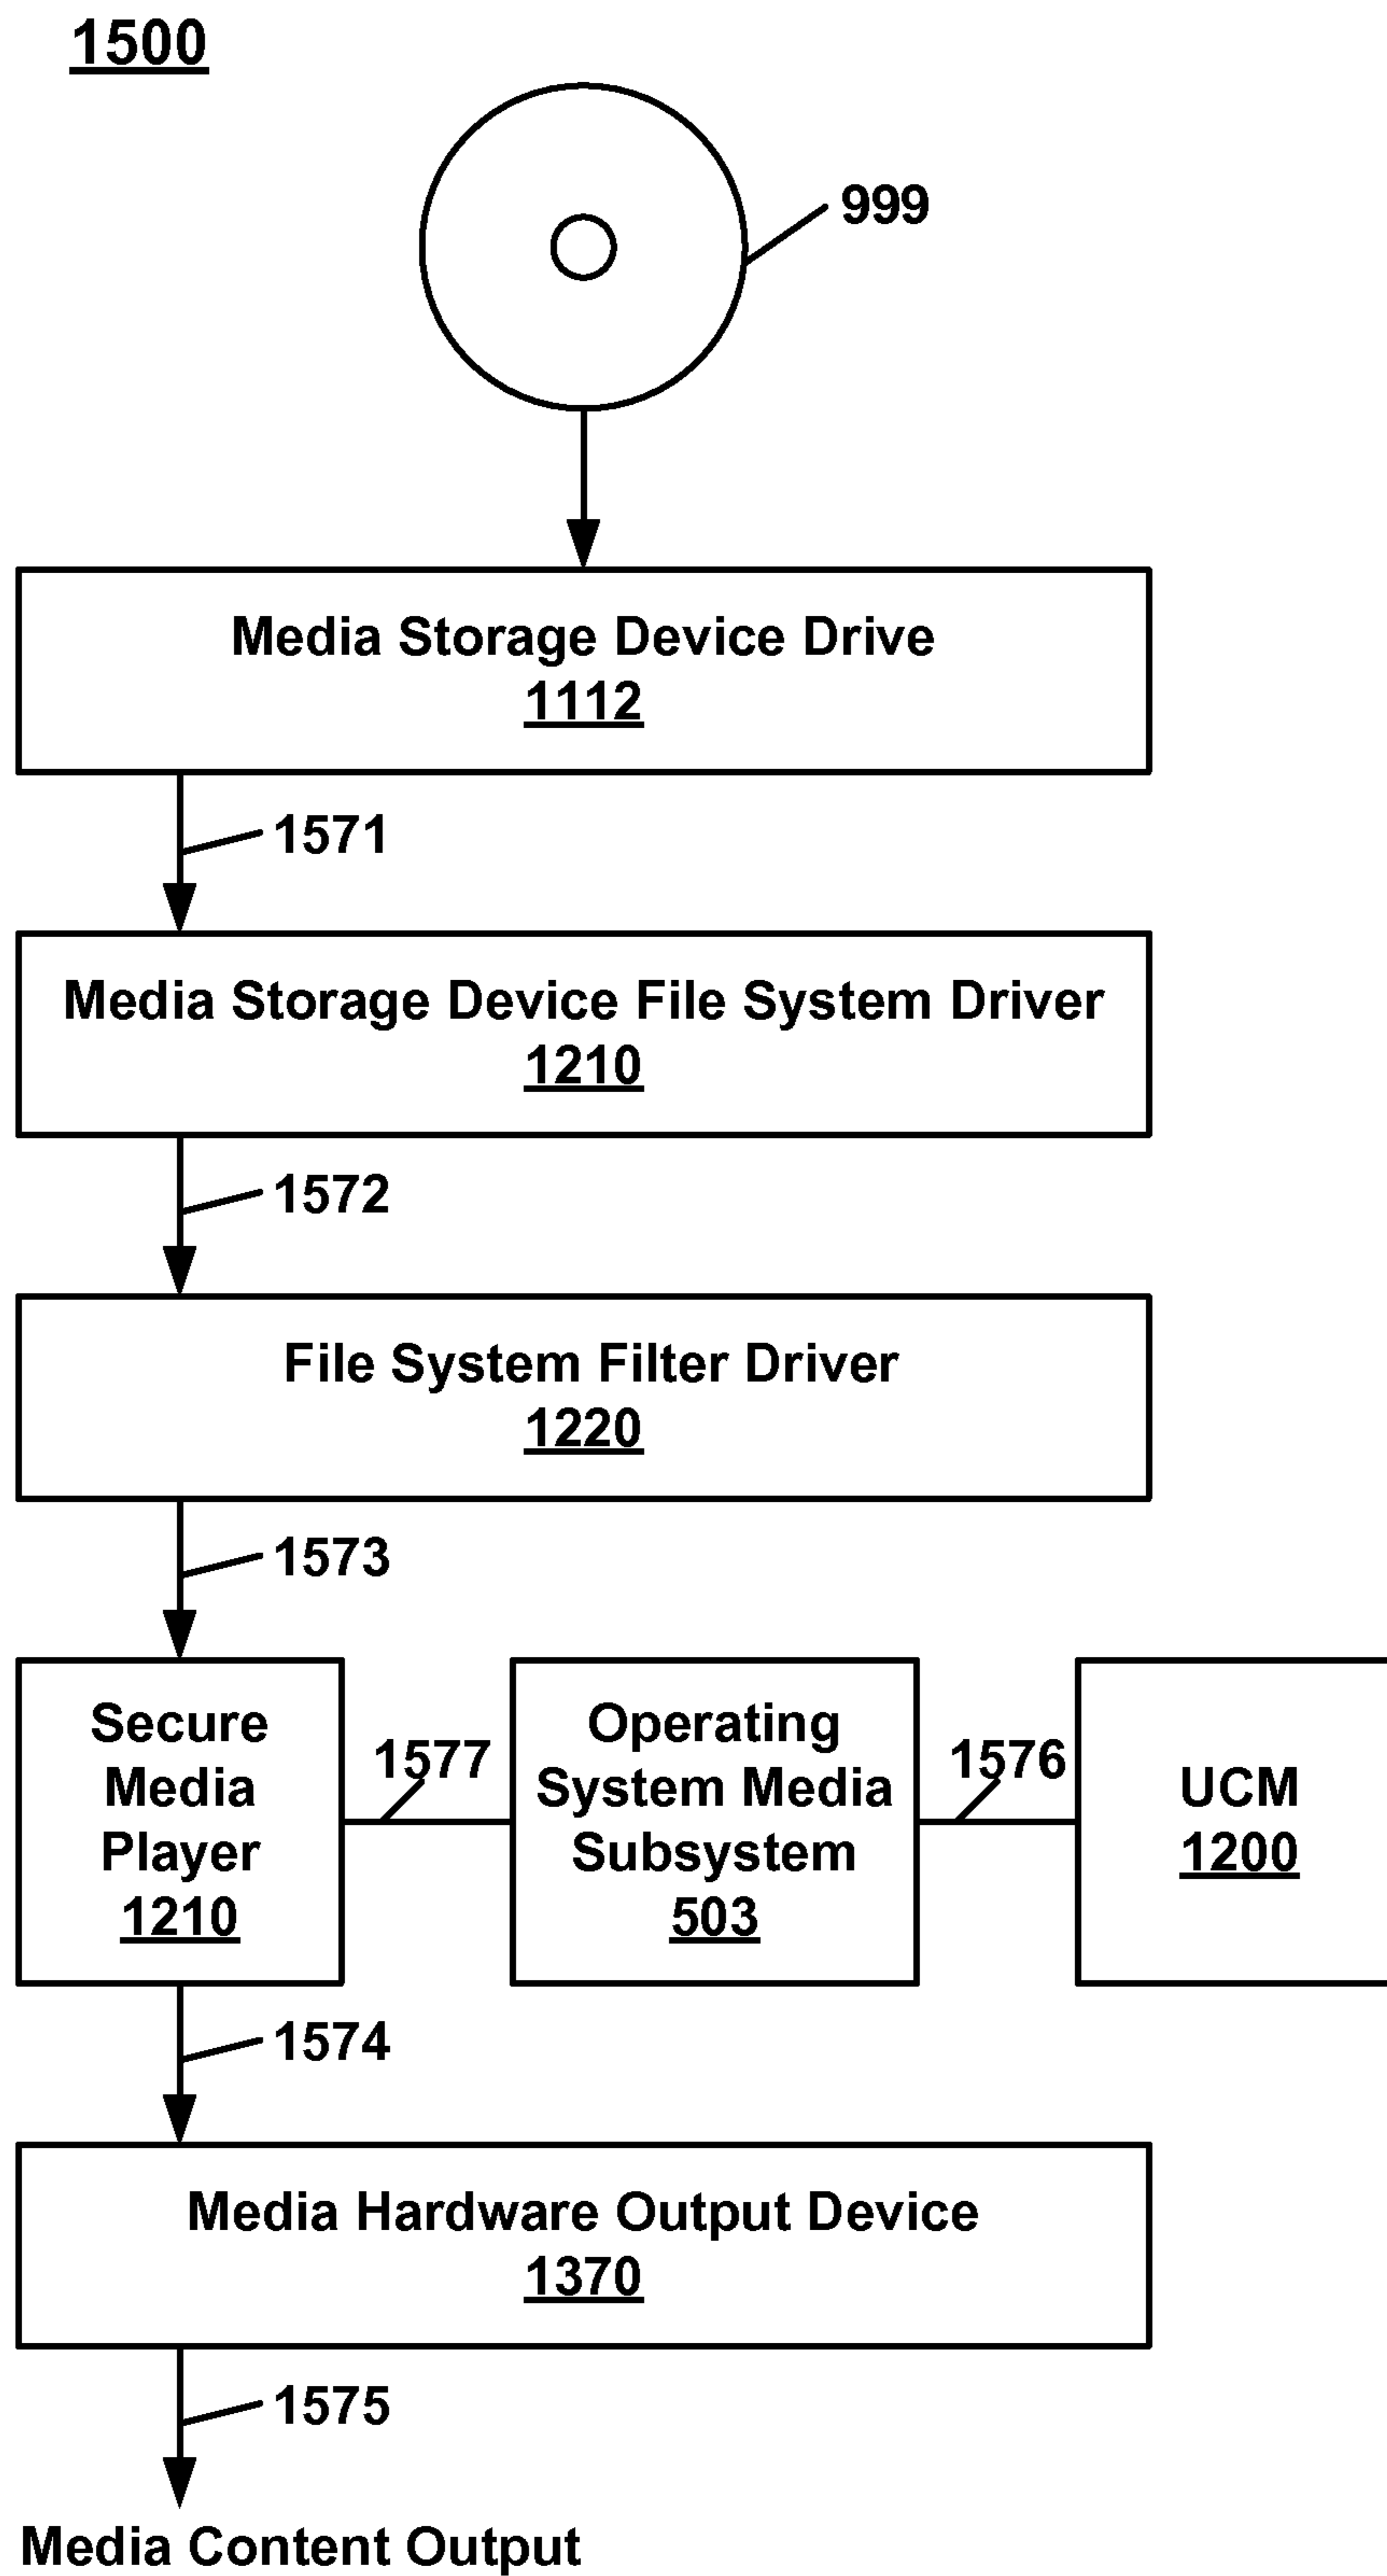 1500
999
Media Storage Device Drive
1112
1571
Media Storage Device File System Driver
1210
1572
File System Filter Driver
1220
1573
Secure
Media
Player
1210
1577
Operating
System Media
Subsystem
503
1576
UCM
1200
1574
Media Hardware Output Device
1370
1575
Media Content Output